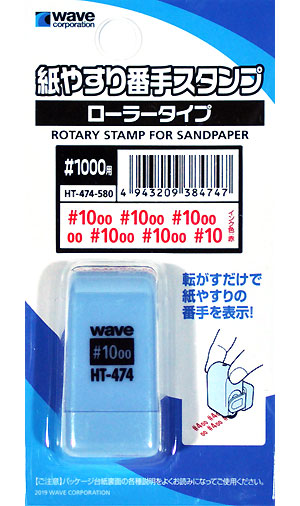 wave
corporation
紙やすり番手スタンプ
ローラータイプ
ROTARY STAMP FOR SANDPAPER
#1000用
HT-474-580
4 943209 384747
#1000 #1000 #1000
00 #1000 #1000 #10
インク色 赤
転がすだけで
紙やすりの
番手を表示!
wave
#1000
HT-474
【ご注意】パッケージ台紙裏面の各種説明をよくお読みになってご使用ください。
2019 WAVE CORPORATION